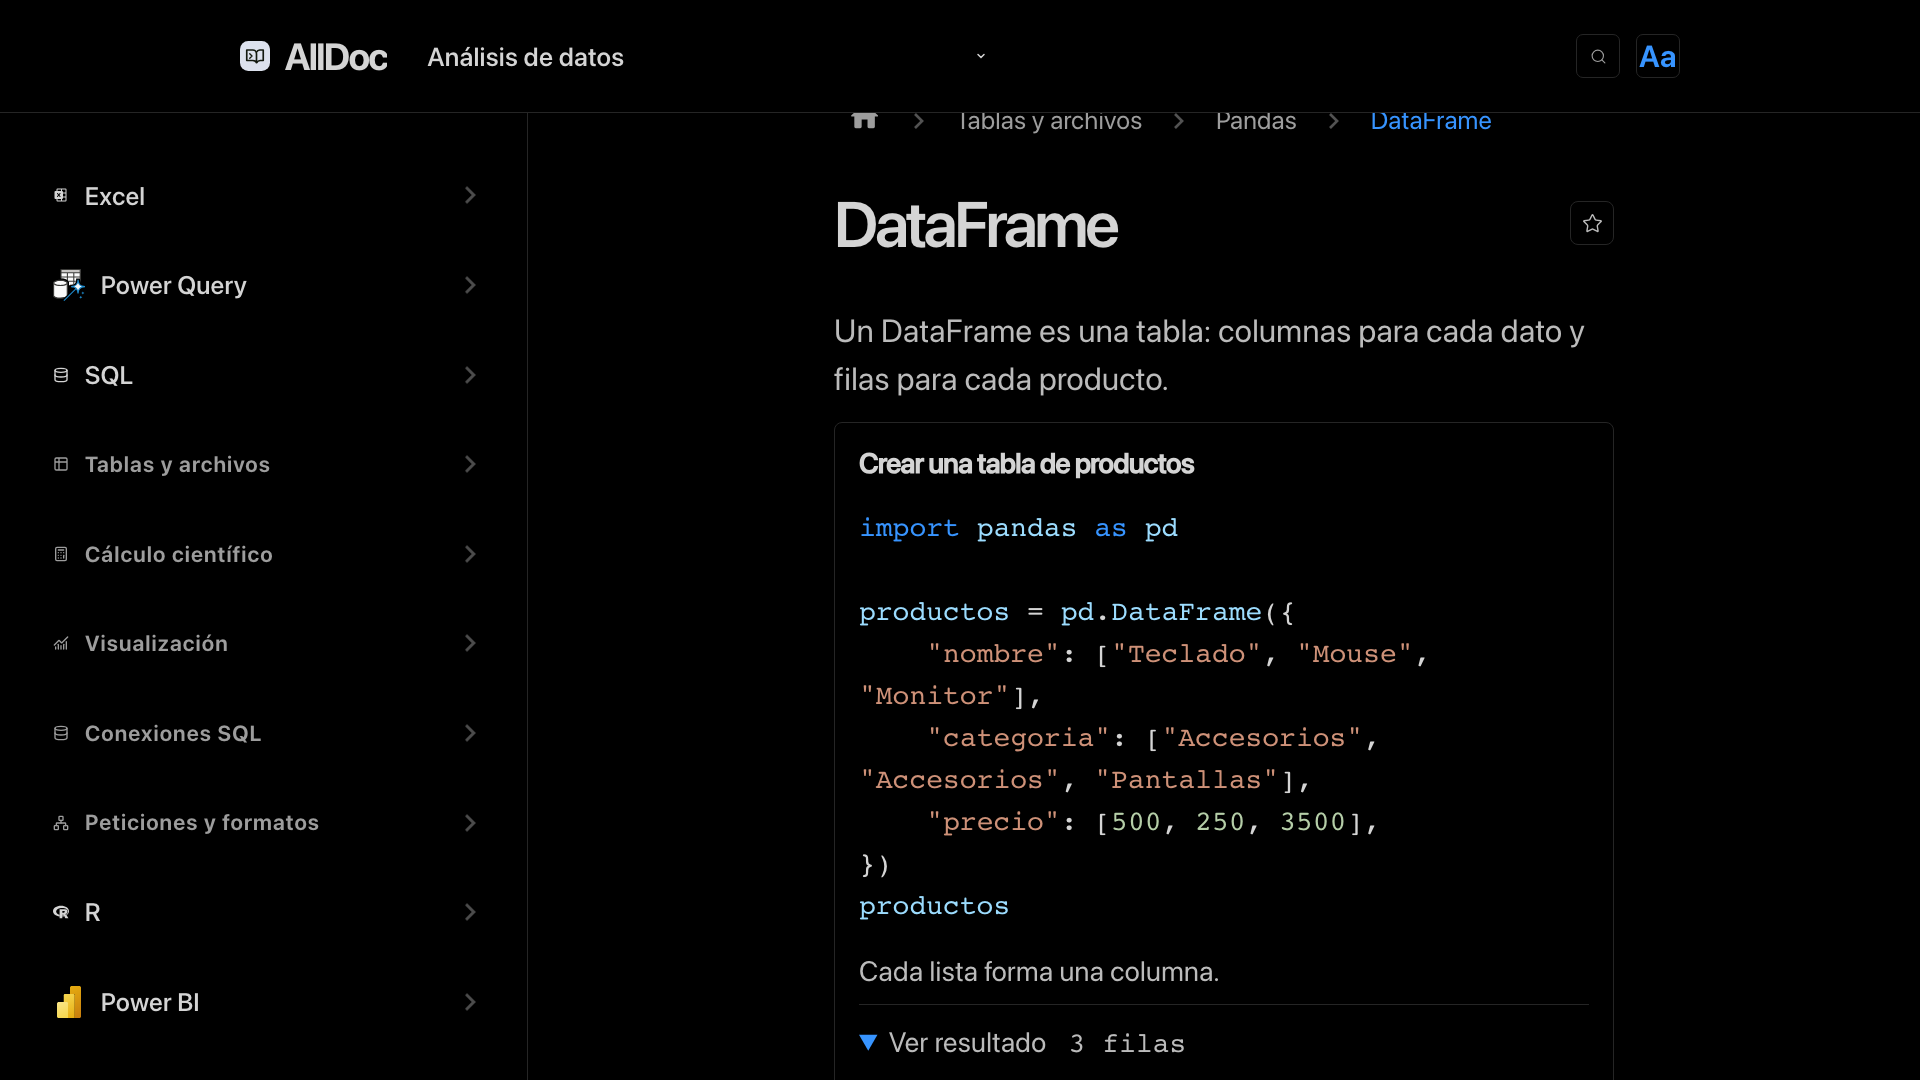 AllDoc
Análisis de datos
Aa
Tablas y archivos
Pandas
DataFrame
Excel
Power Query
SQL
Tablas y archivos
Cálculo científico
Visualización
Conexiones SQL
Peticiones y formatos
R
Power BI
DataFrame
Un DataFrame es una tabla: columnas para cada dato y
filas para cada producto.
Crear una tabla de productos
import pandas as pd
productos = pd.DataFrame({
    "nombre": ["Teclado", "Mouse",
"Monitor"],
    "categoria": ["Accesorios",
"Accesorios", "Pantallas"],
    "precio": [500, 250, 3500],
})
productos
Cada lista forma una columna.
Ver resultado 3 filas